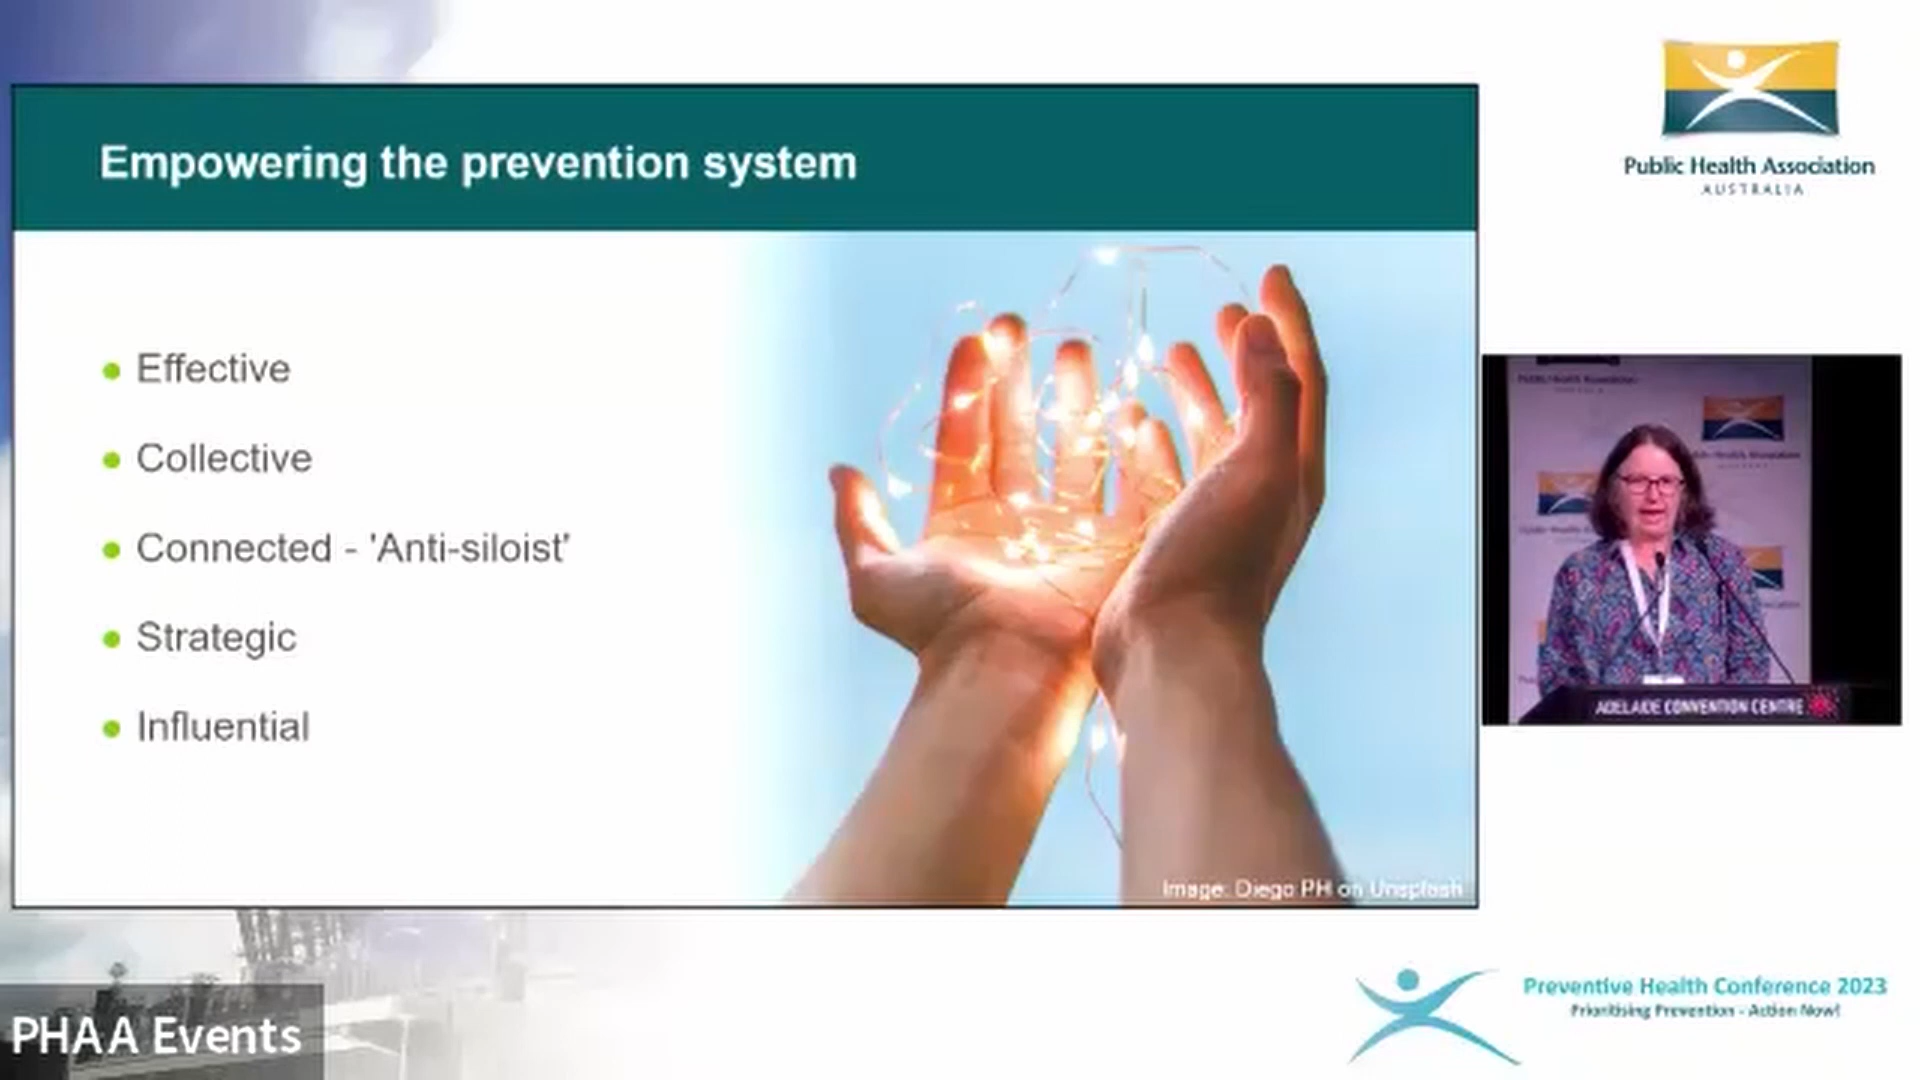 Empowering the prevention system
Effective
Collective
Connected - 'Anti-siloist'
Strategic
Influential
Image: Diego PH on Unsplash
Public Health Association
AUSTRALIA
ADELAIDE CONVENTION CENTRE
Preventive Health Conference 2023
Prioritising Prevention - Action Now!
PHAA Events